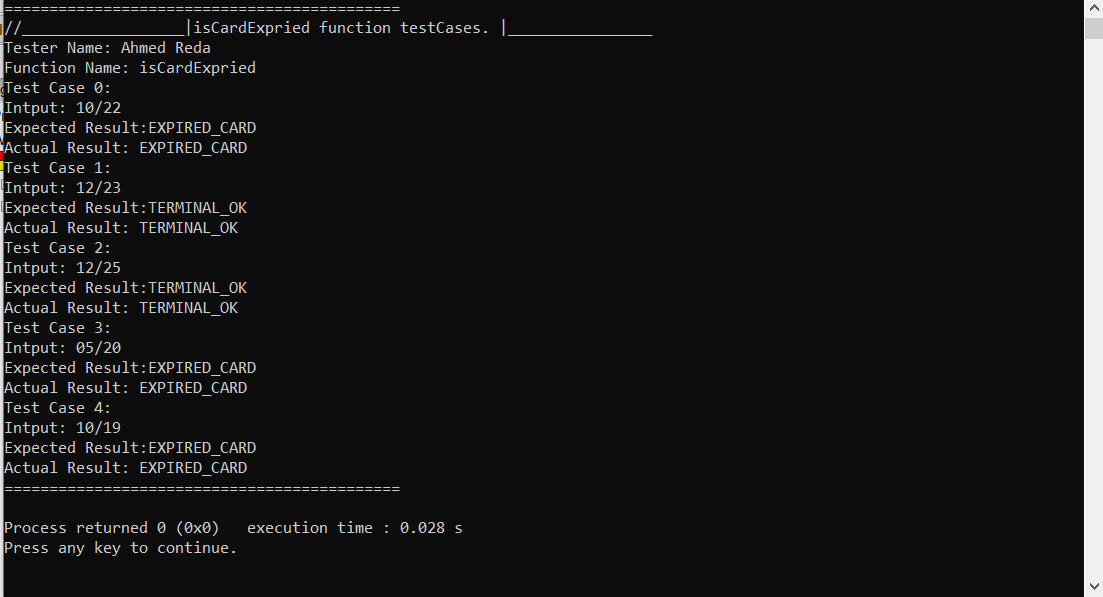 ============================================
//__________________|isCardExpried function testCases. |________________
Tester Name: Ahmed Reda
Function Name: isCardExpried
Test Case 0:
Intput: 10/22
Expected Result:EXPIRED_CARD
Actual Result: EXPIRED_CARD
Test Case 1:
Intput: 12/23
Expected Result:TERMINAL_OK
Actual Result: TERMINAL_OK
Test Case 2:
Intput: 12/25
Expected Result:TERMINAL_OK
Actual Result: TERMINAL_OK
Test Case 3:
Intput: 05/20
Expected Result:EXPIRED_CARD
Actual Result: EXPIRED_CARD
Test Case 4:
Intput: 10/19
Expected Result:EXPIRED_CARD
Actual Result: EXPIRED_CARD
============================================
Process returned 0 (0x0)   execution time : 0.028 s
Press any key to continue.